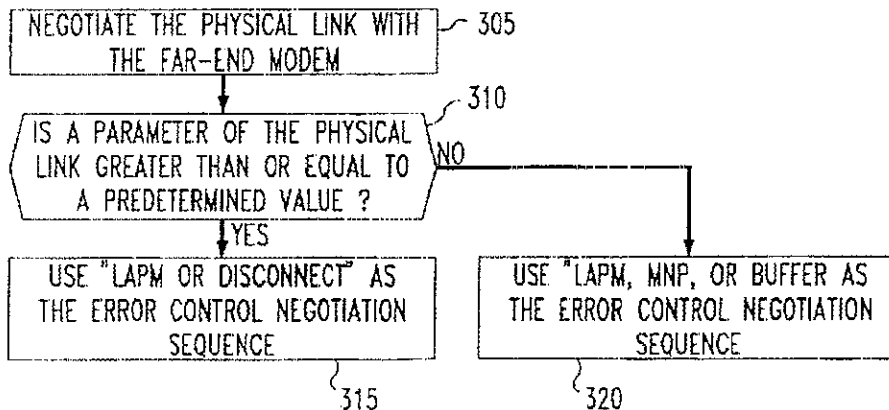 NEGOTIATE THE PHYSICAL LINK WITH
THE FAR-END MODEM
305
IS A PARAMETER OF THE PHYSICAL
LINK GREATER THAN OR EQUAL TO
A PREDETERMINED VALUE ?
310
NO
YES
USE "LAPM OR DISCONNECT" AS
THE ERROR CONTROL NEGOTIATION
SEQUENCE
315
USE "LAPM, MNP, OR BUFFER AS
THE ERROR CONTROL NEGOTIATION
SEQUENCE
320